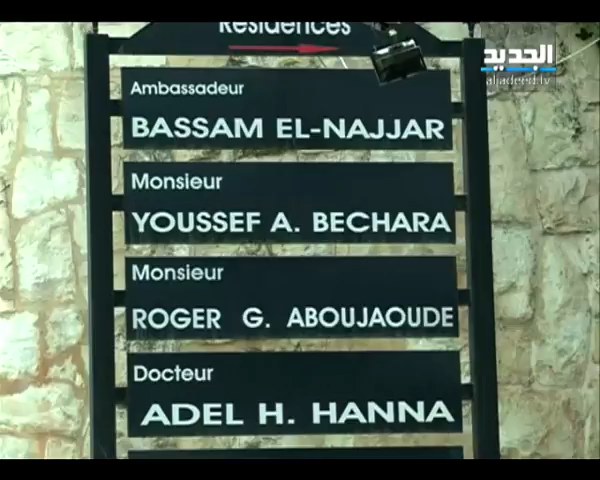 Residences
الجديد
aljadeed.tv
Ambassadeur
BASSAM EL-NAJJAR
Monsieur
YOUSSEF A. BECHARA
Monsieur
ROGER G. ABOUJAOUDE
Docteur
ADEL H. HANNA